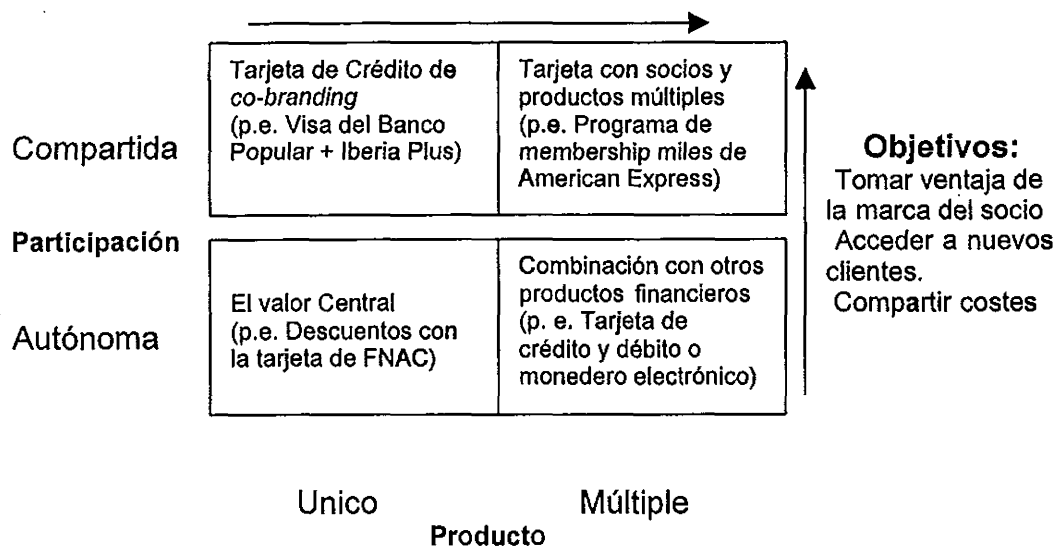 Tarjeta de Crédito de
co-branding
(p.e. Visa del Banco
Popular + Iberia Plus)
Tarjeta con socios y
productos múltiples
(p.e. Programa de
membership miles de
American Express)
Compartida
Participación
Autónoma
El valor Central
(p.e. Descuentos con
la tarjeta de FNAC)
Combinación con otros
productos financieros
(p. e. Tarjeta de
crédito y débito o
monedero electrónico)
Objetivos:
Tomar ventaja de
la marca del socio
Acceder a nuevos
clientes.
Compartir costes
Unico
Múltiple
Producto